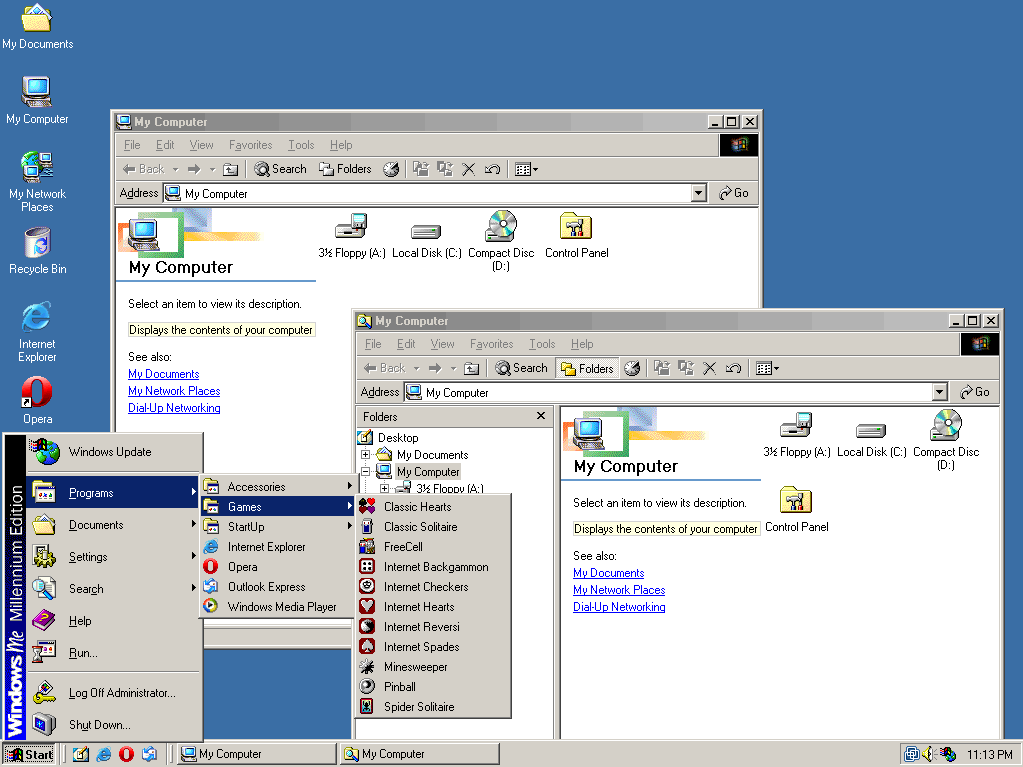 My Documents
My Computer
My Network
Places
Recycle Bin
Internet
Explorer
Opera
My Computer
File Edit View Favorites Tools Help
Back Search Folders
Address My Computer Go
My Computer
Select an item to view its description.
Displays the contents of your computer
See also:
My Documents
My Network Places
Dial-Up Networking
3½ Floppy (A:) Local Disk (C:) Compact Disc
(D:)
Control Panel
My Computer
File Edit View Favorites Tools Help
Back Search Folders
Address My Computer Go
Folders
Desktop
My Documents
My Computer
3½ Floppy (A:)
My Computer
Select an item to view its description.
Displays the contents of your computer
See also:
My Documents
My Network Places
Dial-Up Networking
3½ Floppy (A:) Local Disk (C:) Compact Disc
(D:)
Control Panel
Windows Me Millennium Edition
Windows Update
Programs
Documents
Settings
Search
Help
Run...
Log Off Administrator...
Shut Down...
Accessories
Games
StartUp
Internet Explorer
Opera
Outlook Express
Windows Media Player
Classic Hearts
Classic Solitaire
FreeCell
Internet Backgammon
Internet Checkers
Internet Hearts
Internet Reversi
Internet Spades
Minesweeper
Pinball
Spider Solitaire
Start My Computer My Computer 11:13 PM